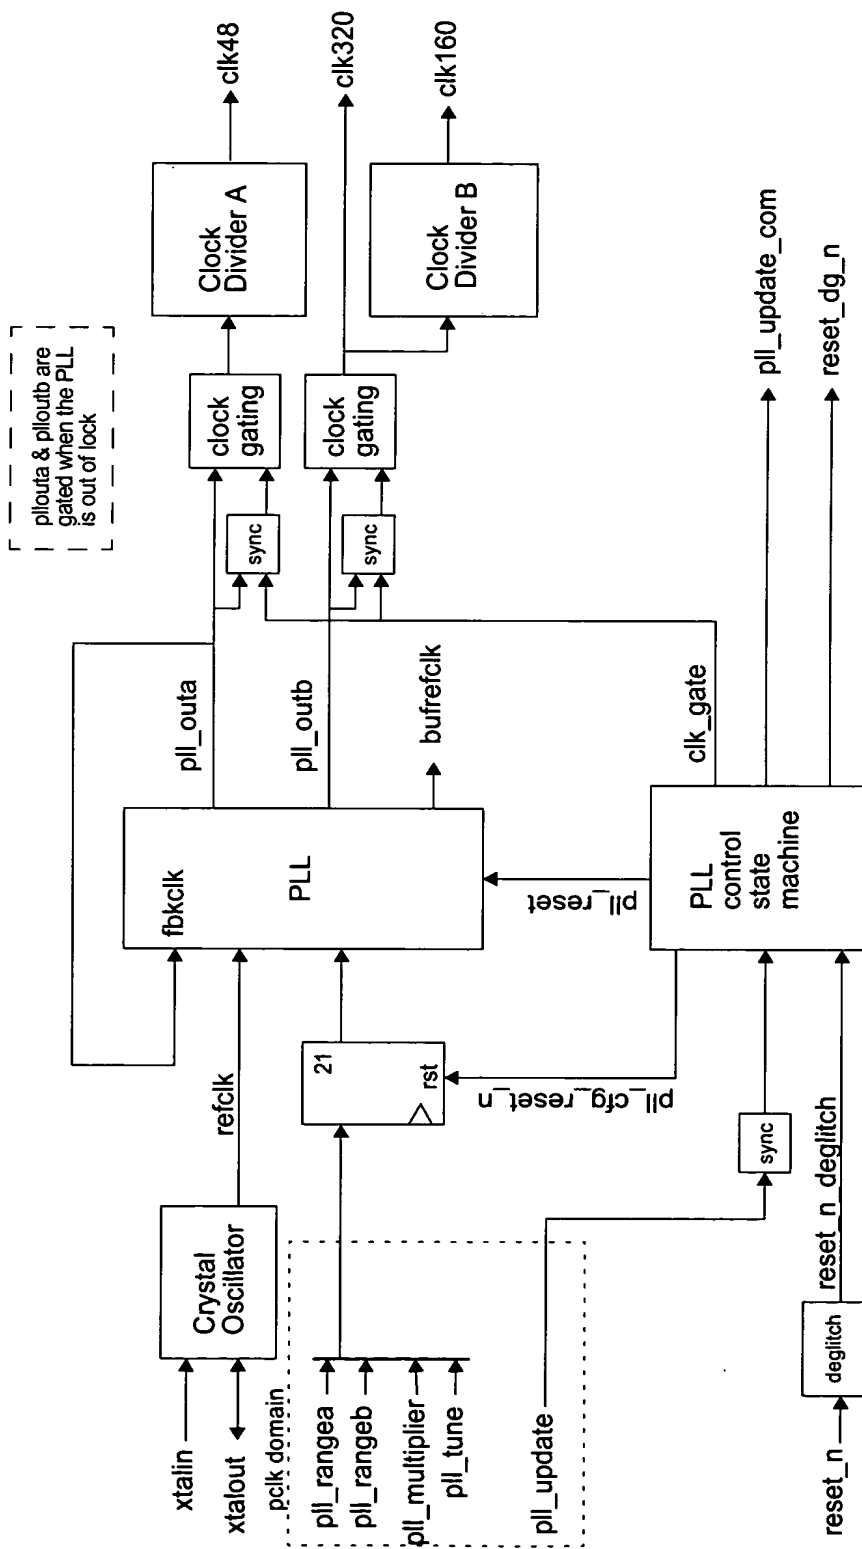 pllouta & plloutb are
gated when the PLL
is out of lock
xtalin
xtalout
Crystal
Oscillator
refclk
fbkclk
PLL
pll_outa
pll_outb
bufrefclk
sync
clock
gating
Clock
Divider A
clk48
sync
clock
gating
clk320
Clock
Divider B
clk160
pclk domain
pll_rangea
pll_rangeb
pll_multiplier
pll_tune
21
rst
pll_cfg_reset_n
pll_reset
pll_update
sync
PLL
control
state
machine
clk_gate
pll_update_com
reset_dg_n
reset_n
deglitch
reset_n_deglitch